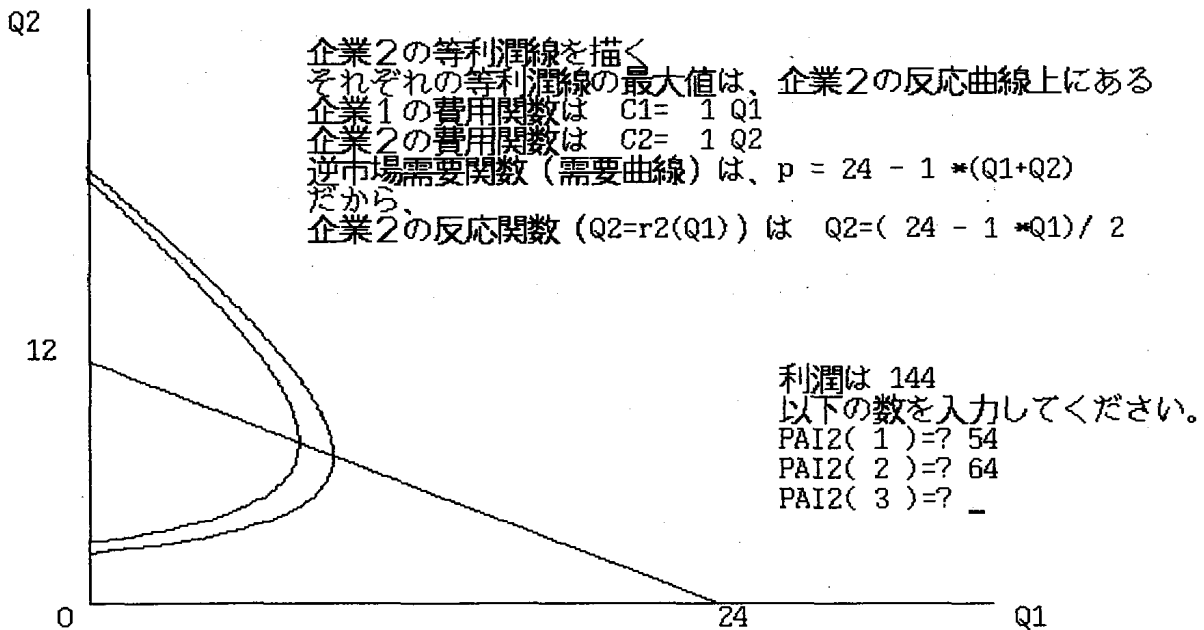 Q2
企業2の等利潤線を描く
それぞれの等利潤線の最大値は、企業2の反応曲線上にある
企業1の費用関数は C1= 1 Q1
企業2の費用関数は C2= 1 Q2
逆市場需要関数（需要曲線）は、p = 24 - 1 *(Q1+Q2)
だから、
企業2の反応関数 (Q2=r2(Q1)) は Q2=( 24 - 1 *Q1)/ 2
12
利潤は 144
以下の数を入力してください。
PAI2( 1 )=? 54
PAI2( 2 )=? 64
PAI2( 3 )=? _
O
24
Q1